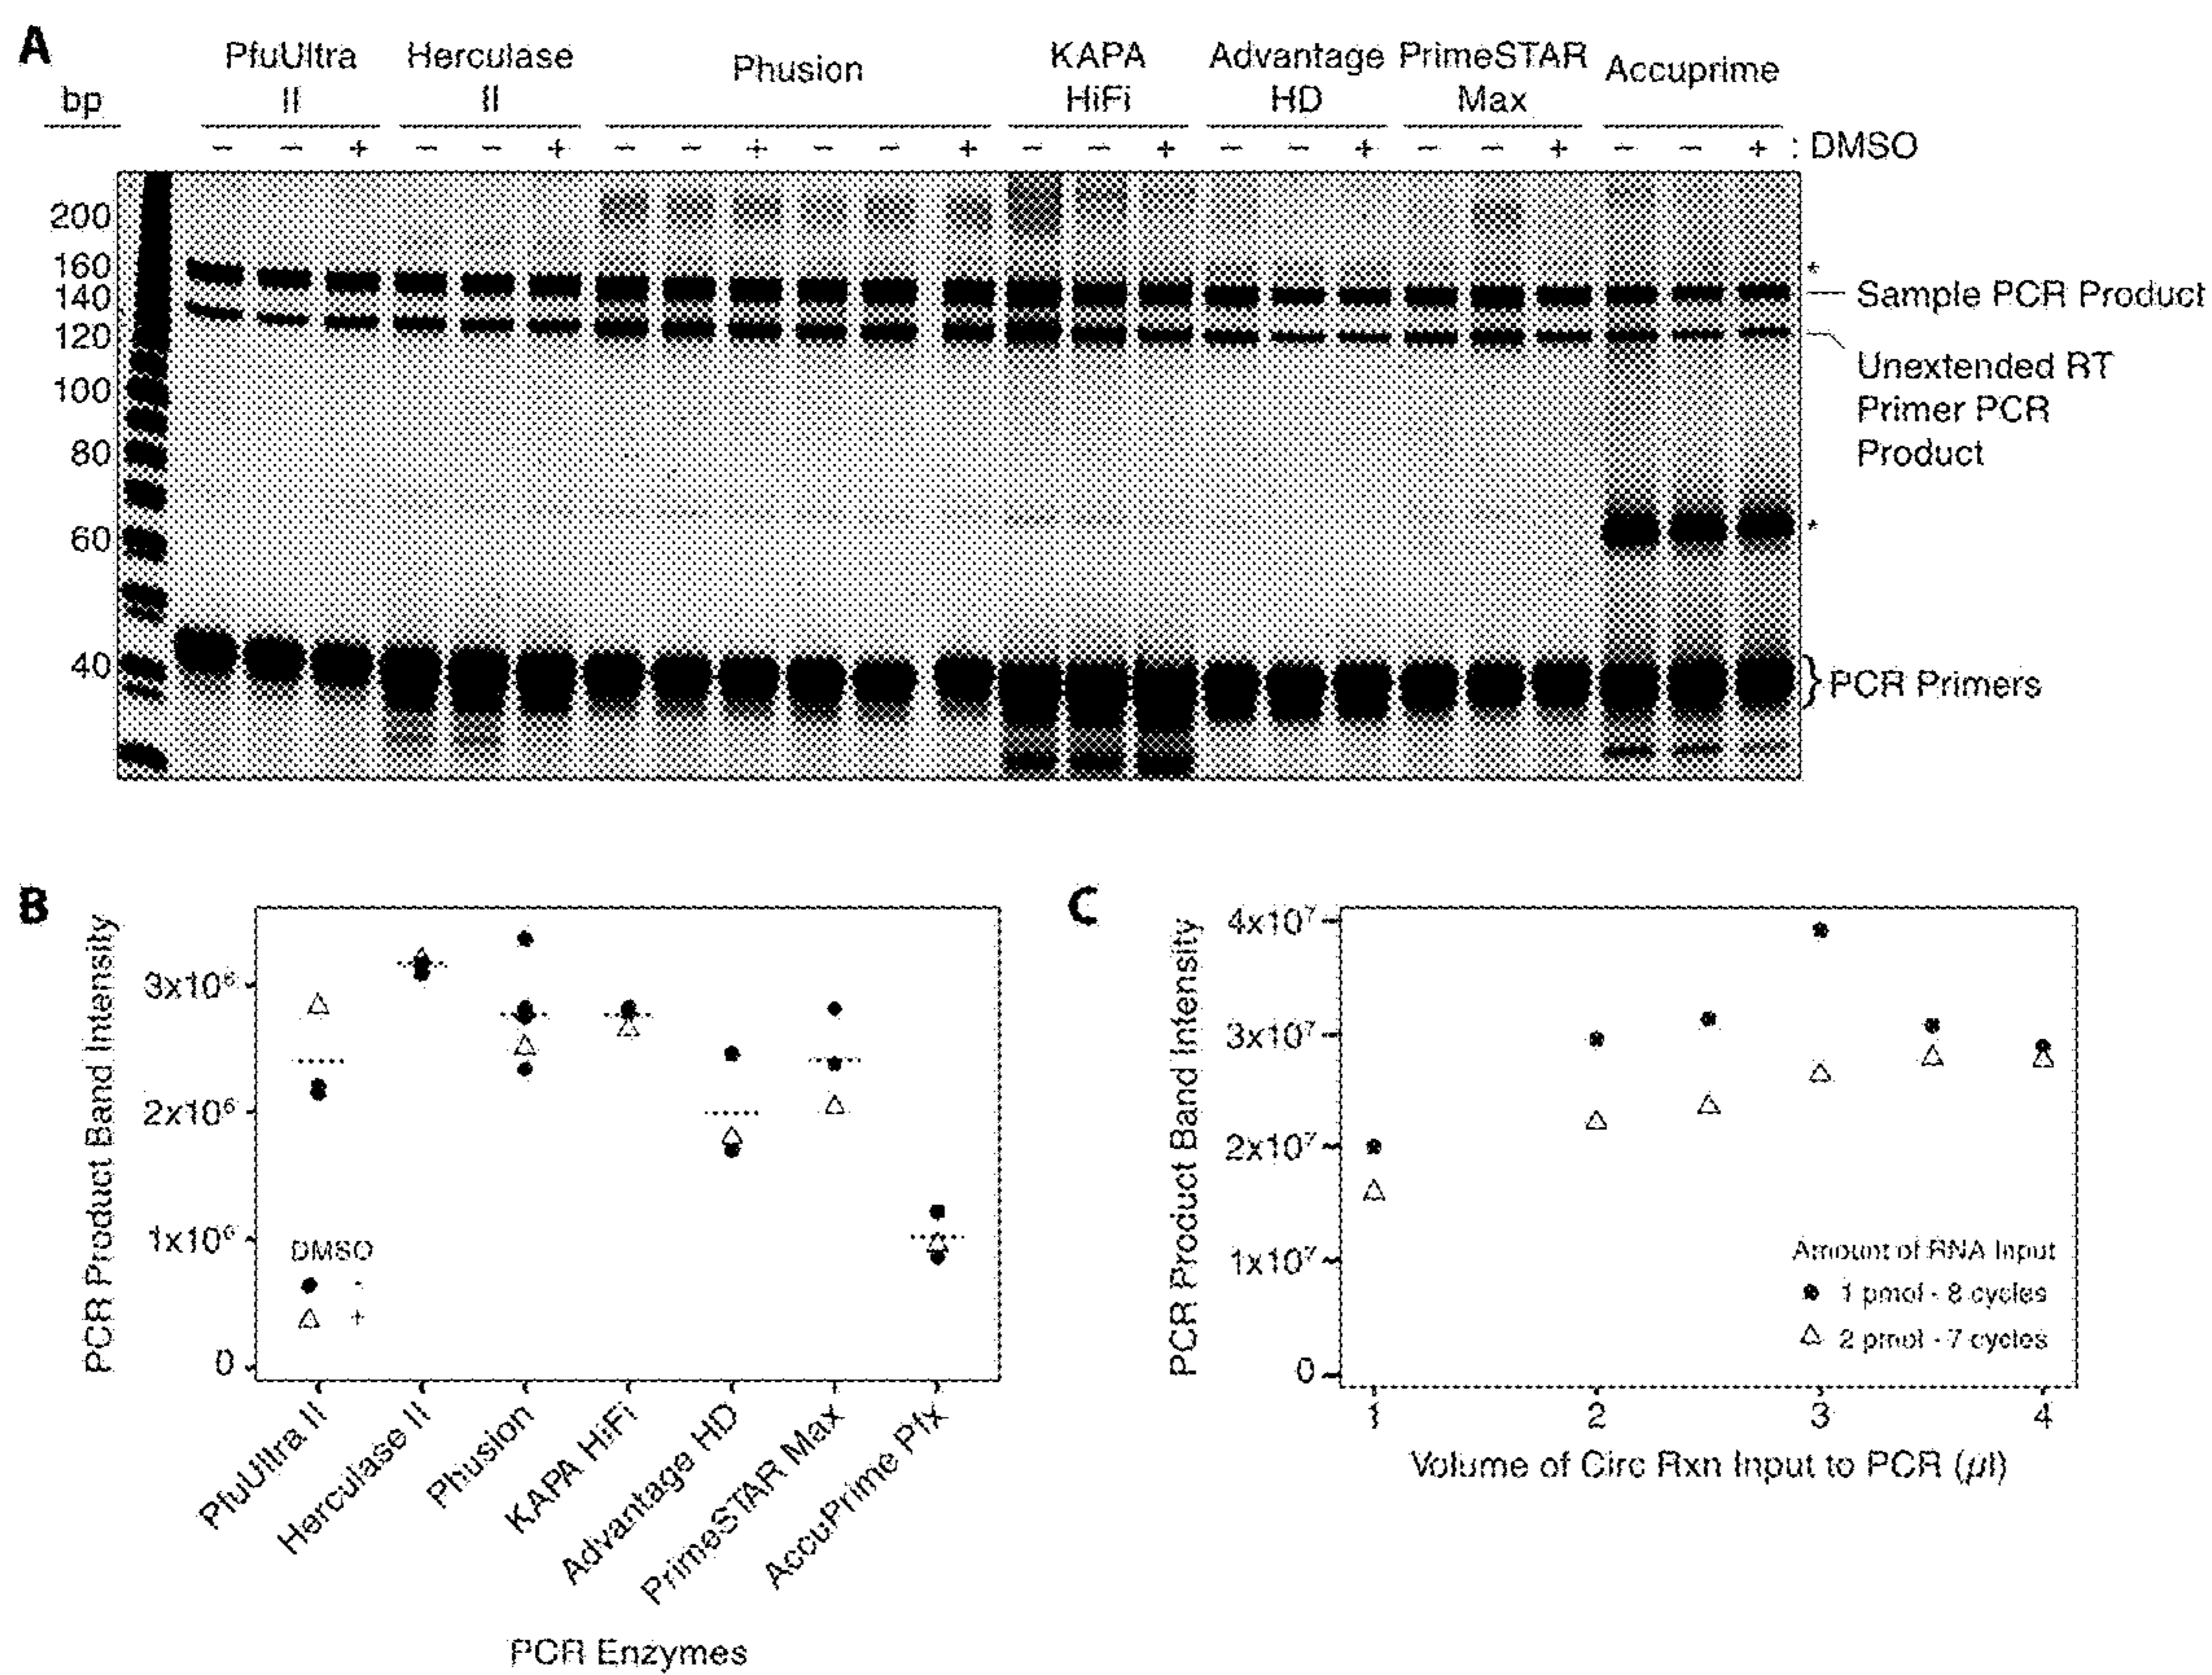 A
PfuUltra II
Herculase II
Phusion
KAPA HiFi
Advantage HD
PrimeSTAR Max
Accuprime
bp
− − + − − + − − + − − + − − + − − + − − + − − + : DMSO
200
160
140
120
100
80
60
40
*
Sample PCR Product
Unextended RT
Primer PCR
Product
*
PCR Primers
B
PCR Product Band Intensity
3x10⁶
2x10⁶
1x10⁶
0
DMSO
-
+
PfuUltra II
Herculase II
Phusion
KAPA HiFi
Advantage HD
PrimeSTAR Max
AccuPrime Pfx
PCR Enzymes
C
PCR Product Band Intensity
4x10⁷
3x10⁷
2x10⁷
1x10⁷
0
Amount of RNA Input
1 pmol - 8 cycles
2 pmol - 7 cycles
1 2 3 4
Volume of Circ Rxn Input to PCR (µl)